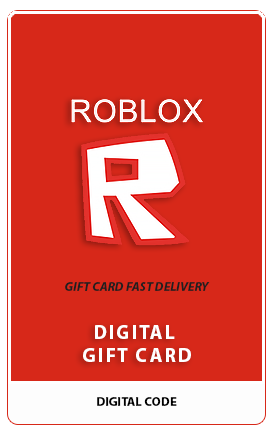 ROBLOX
R
GIFT CARD FAST DELIVERY
DIGITAL
GIFT CARD
DIGITAL CODE